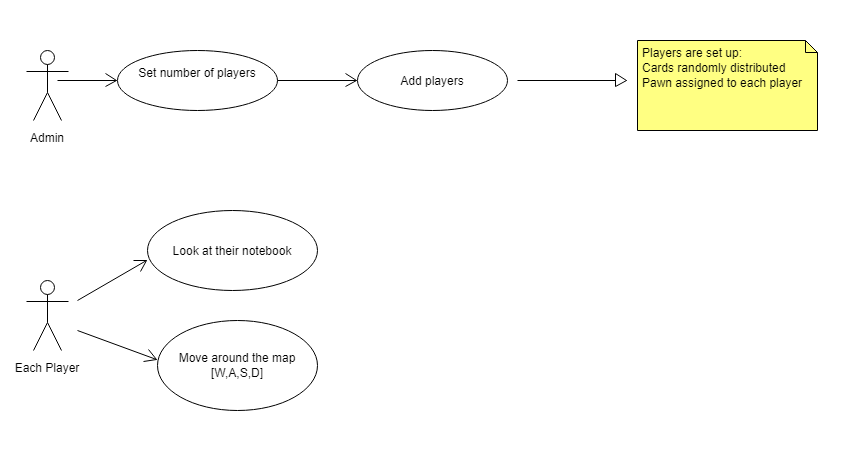 Set number of players
Add players
Players are set up:
Cards randomly distributed
Pawn assigned to each player
Admin
Look at their notebook
Move around the map
[W,A,S,D]
Each Player